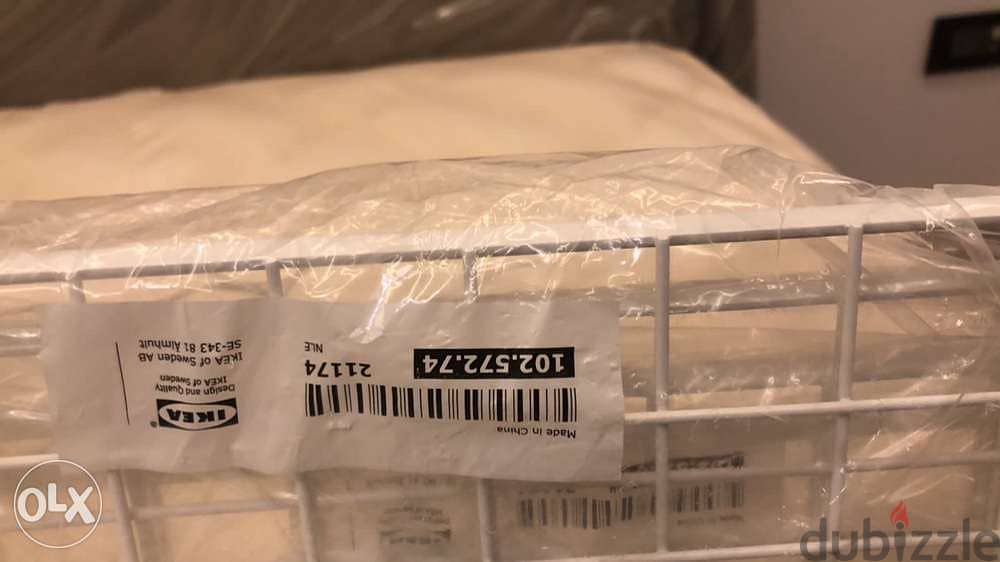 Made in China
102.572.74
21174
NLE
IKEA®
Design and Quality
IKEA of Sweden
IKEA of Sweden AB
SE-343 81 Älmhult
OLX
dubizzle